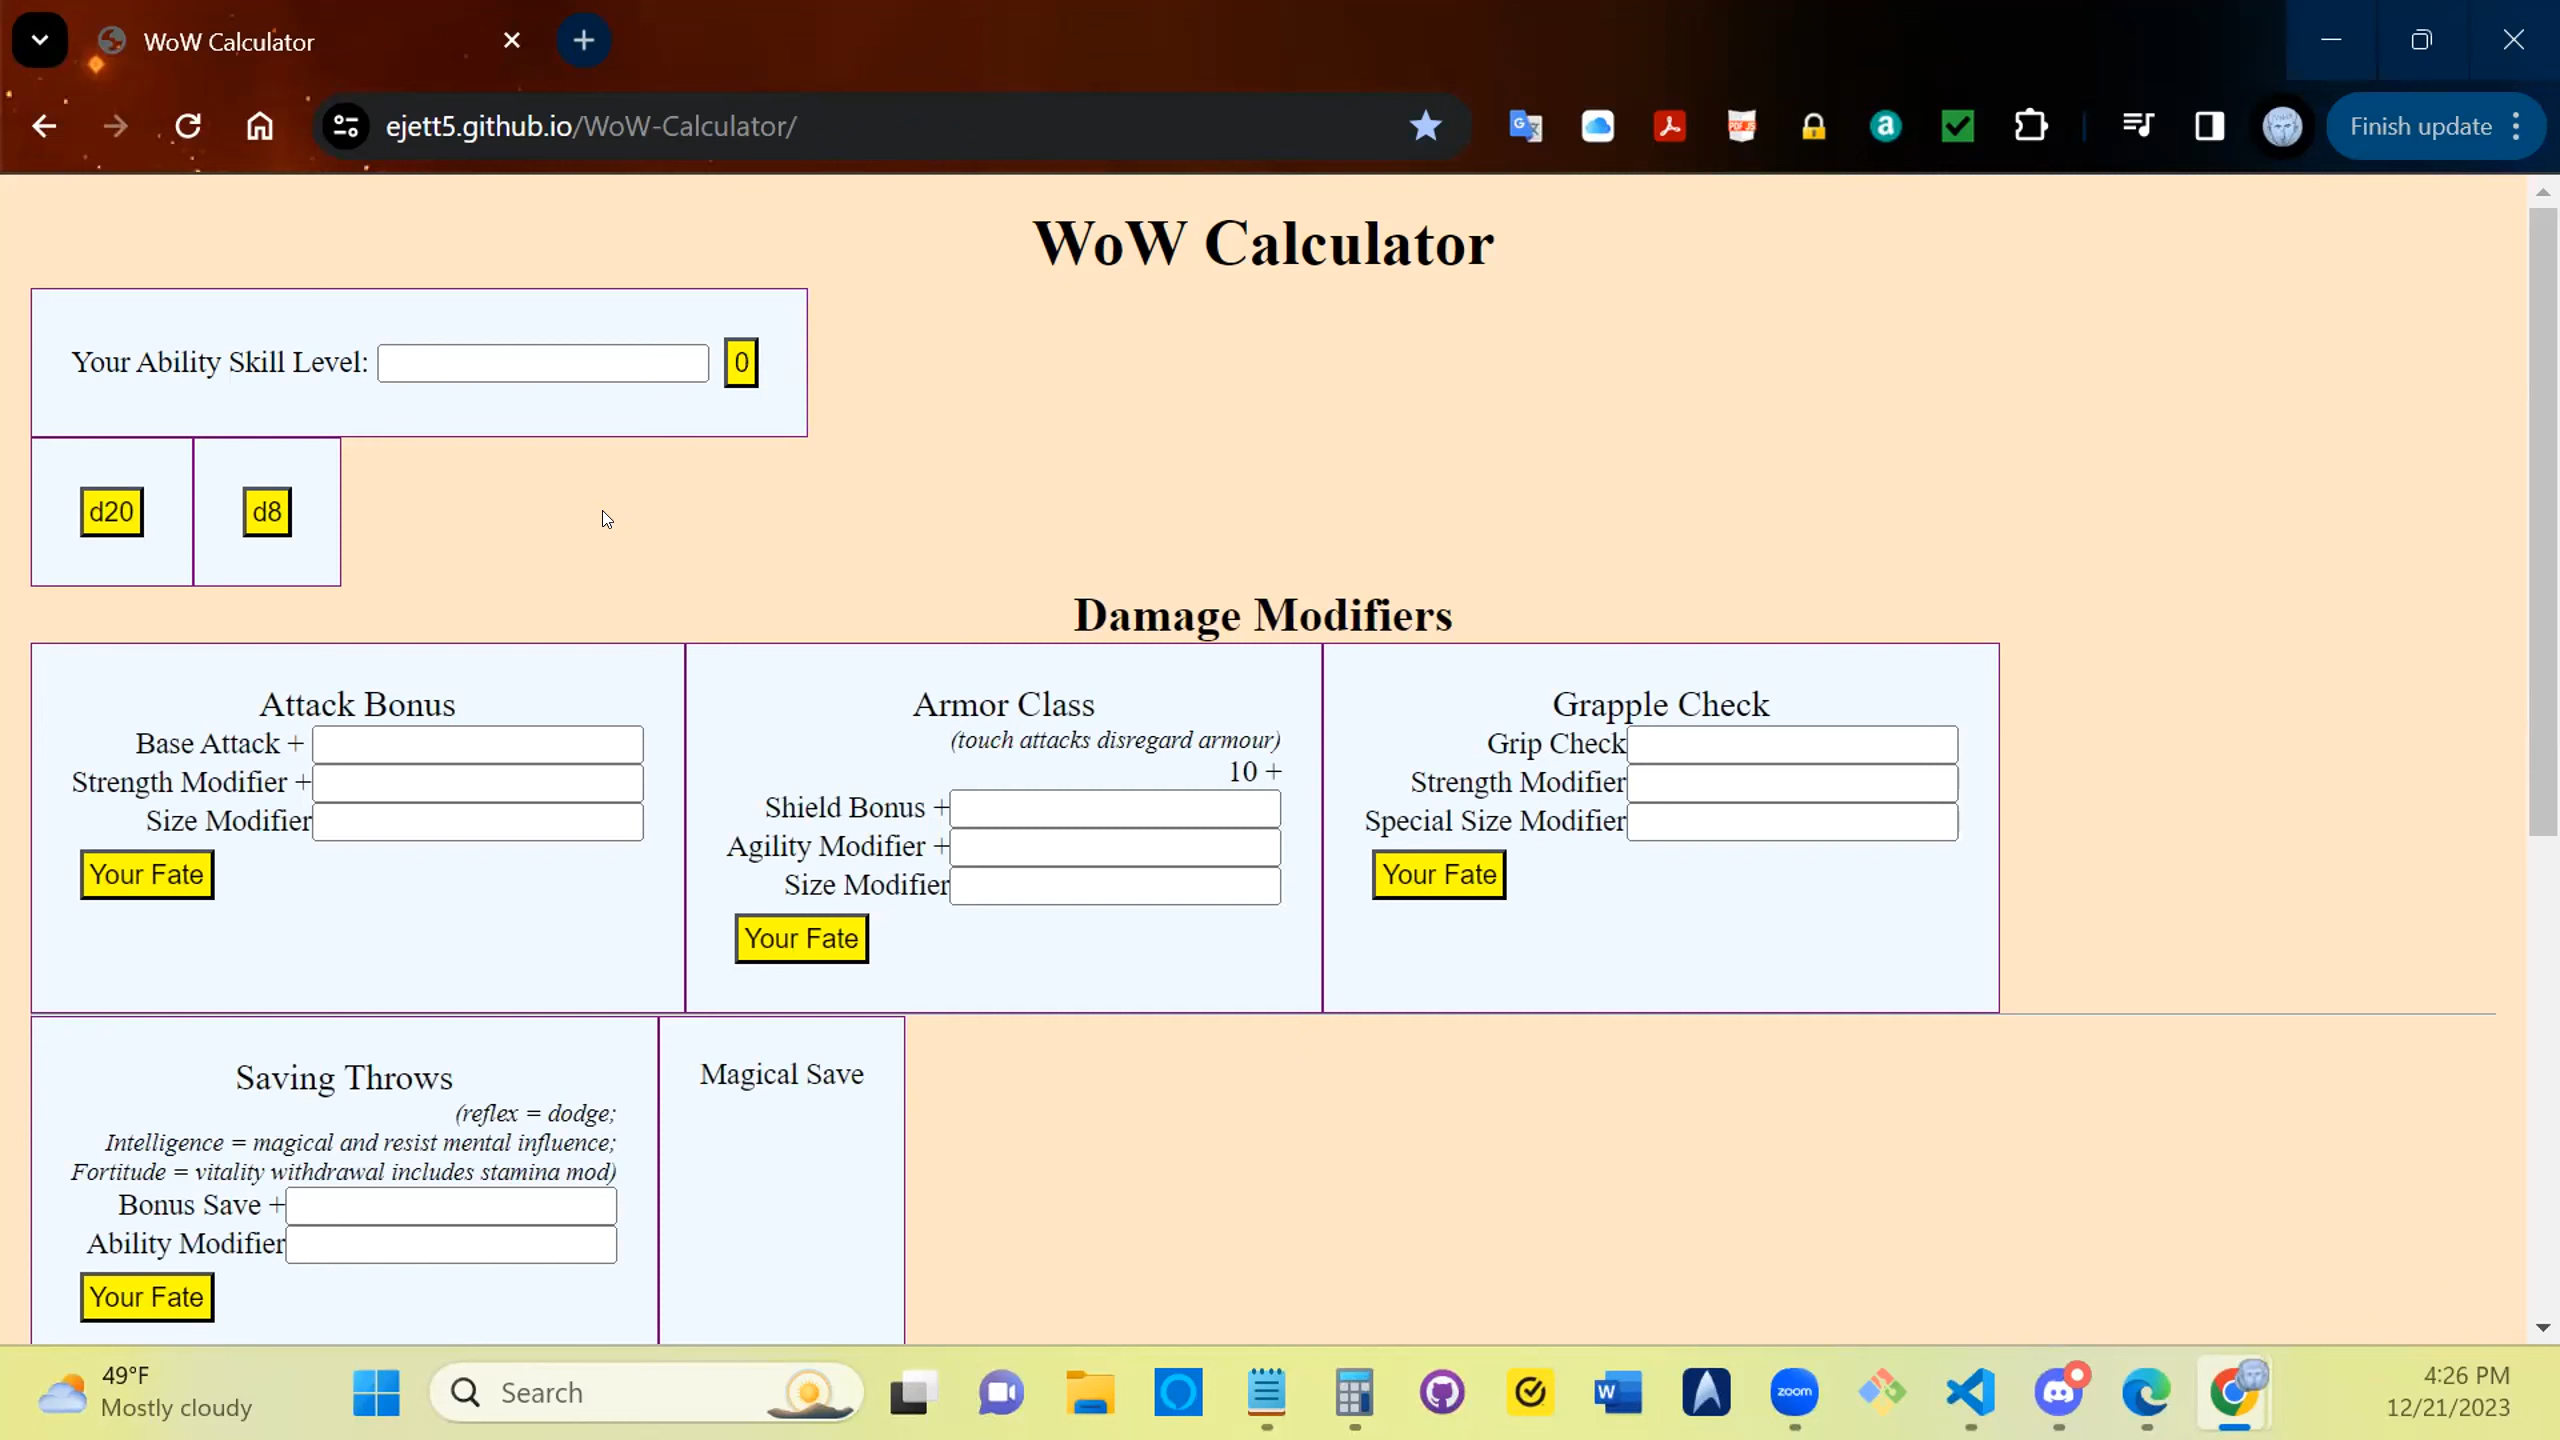 WoW Calculator
ejett5.github.io/WoW-Calculator/
Finish update
WoW Calculator
Your Ability Skill Level: 0
d20 d8
Damage Modifiers
Attack Bonus
Base Attack +
Strength Modifier +
Size Modifier
Your Fate
Armor Class
(touch attacks disregard armour)
10 +
Shield Bonus +
Agility Modifier +
Size Modifier
Your Fate
Grapple Check
Grip Check
Strength Modifier
Special Size Modifier
Your Fate
Saving Throws
(reflex = dodge;
Intelligence = magical and resist mental influence;
Fortitude = vitality withdrawal includes stamina mod)
Bonus Save +
Ability Modifier
Your Fate
Magical Save
49°F
Mostly cloudy
Search
zoom
4:26 PM
12/21/2023